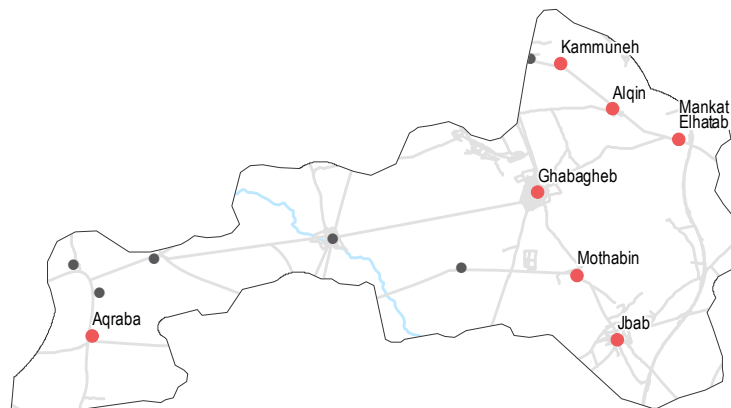 Kammuneh
Alqin
Mankat
Elhatab
Ghabagheb
Mothabin
Jbab
Aqraba